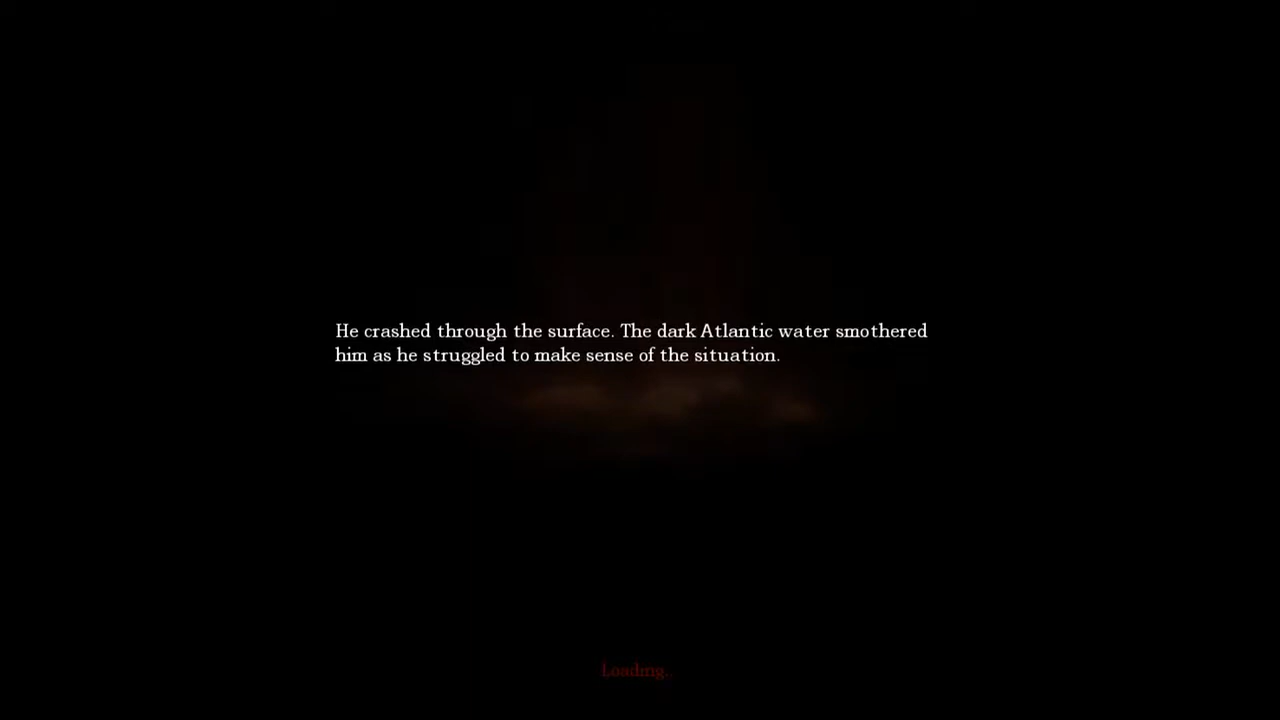 He crashed through the surface. The dark Atlantic water smothered
him as he struggled to make sense of the situation.
Loading.